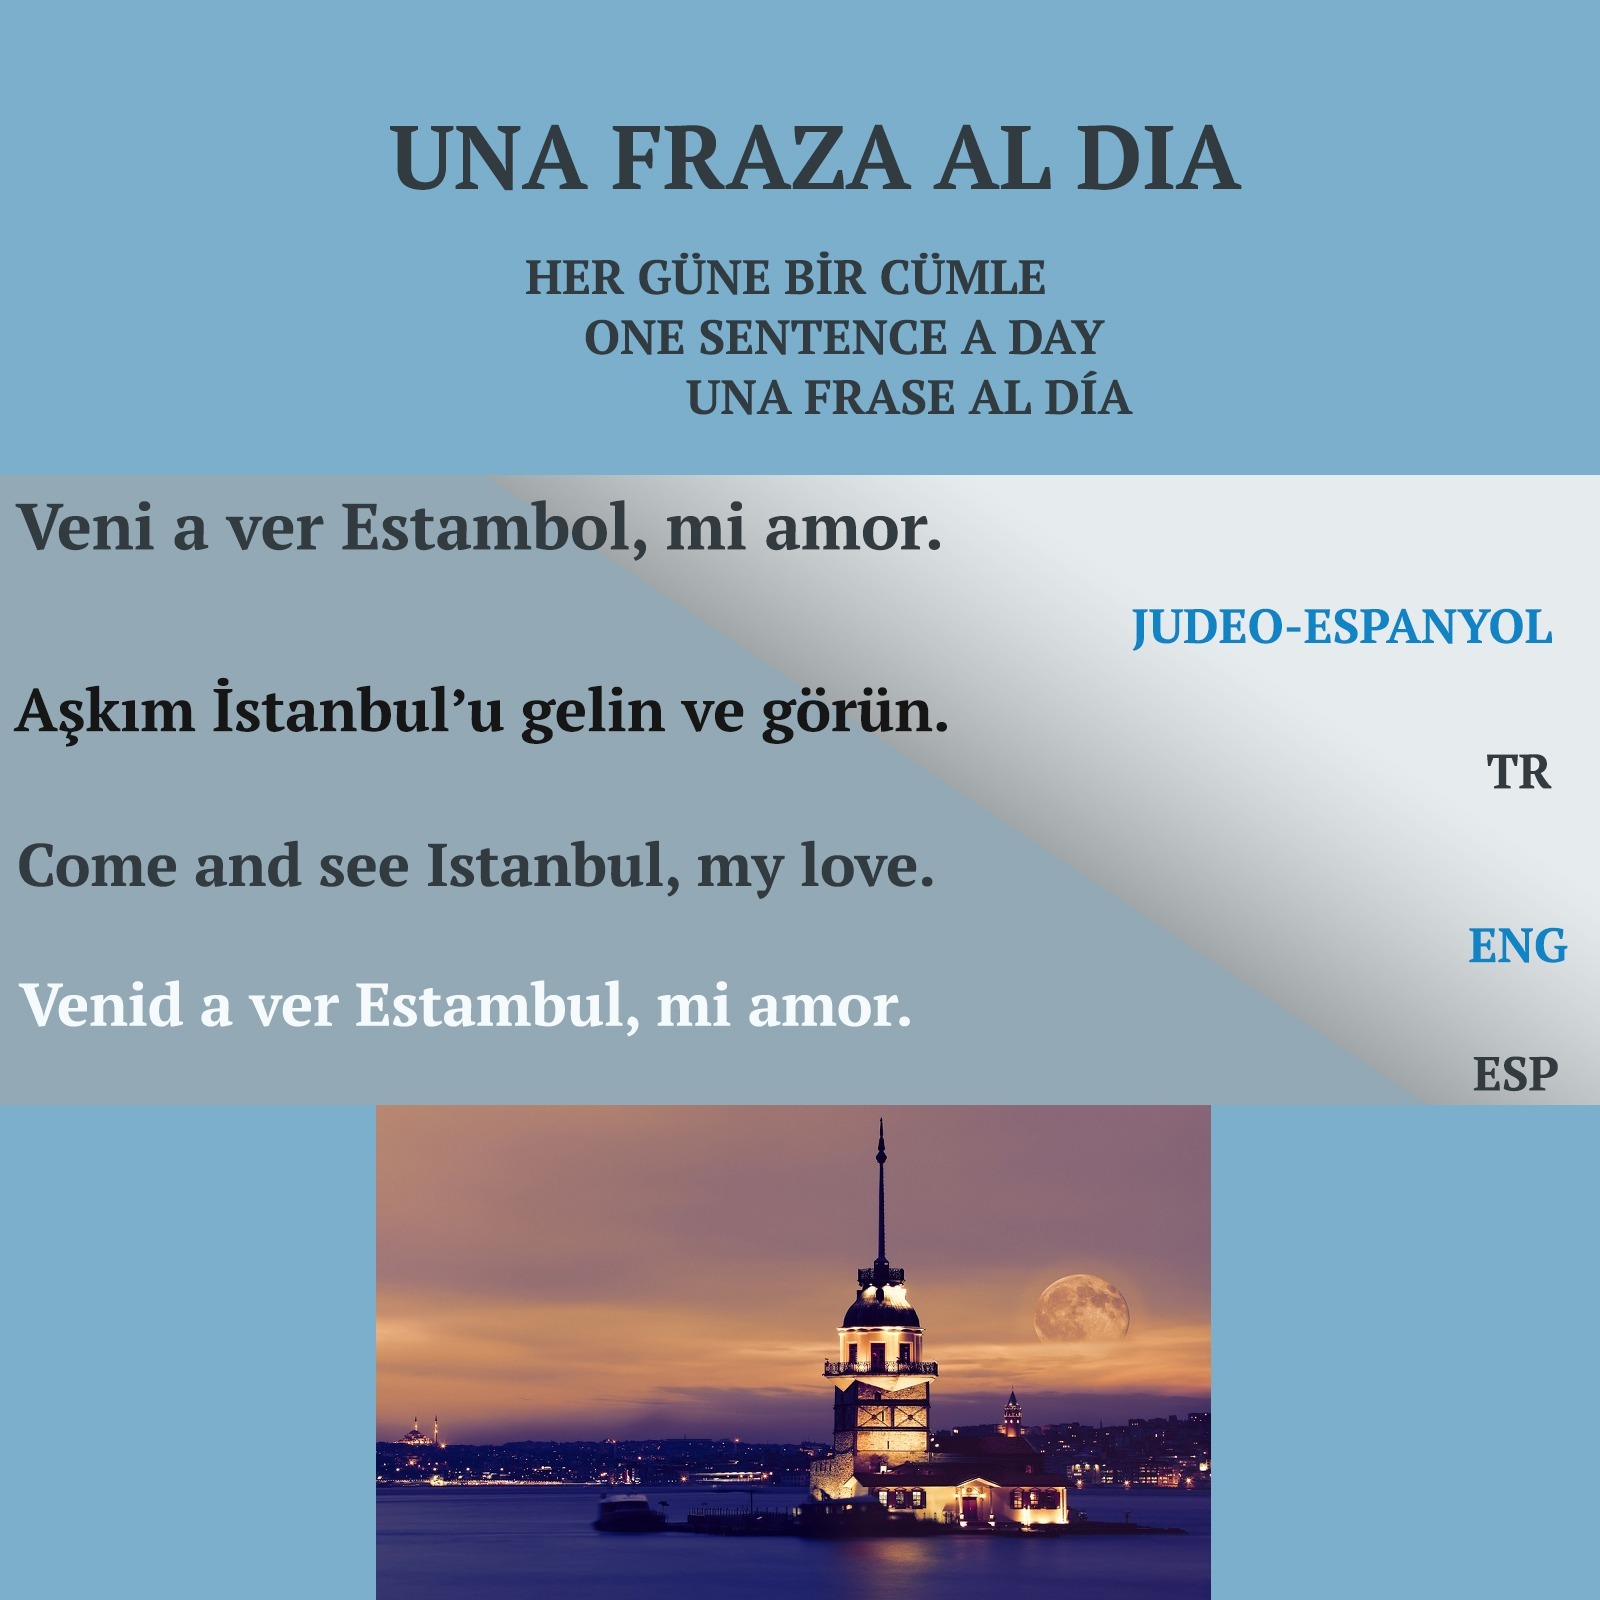 UNA FRAZA AL DIA
HER GÜNE BİR CÜMLE
ONE SENTENCE A DAY
UNA FRASE AL DÍA
Veni a ver Estambol, mi amor.
JUDEO-ESPANYOL
Aşkım İstanbul’u gelin ve görün.
TR
Come and see Istanbul, my love.
ENG
Venid a ver Estambul, mi amor.
ESP